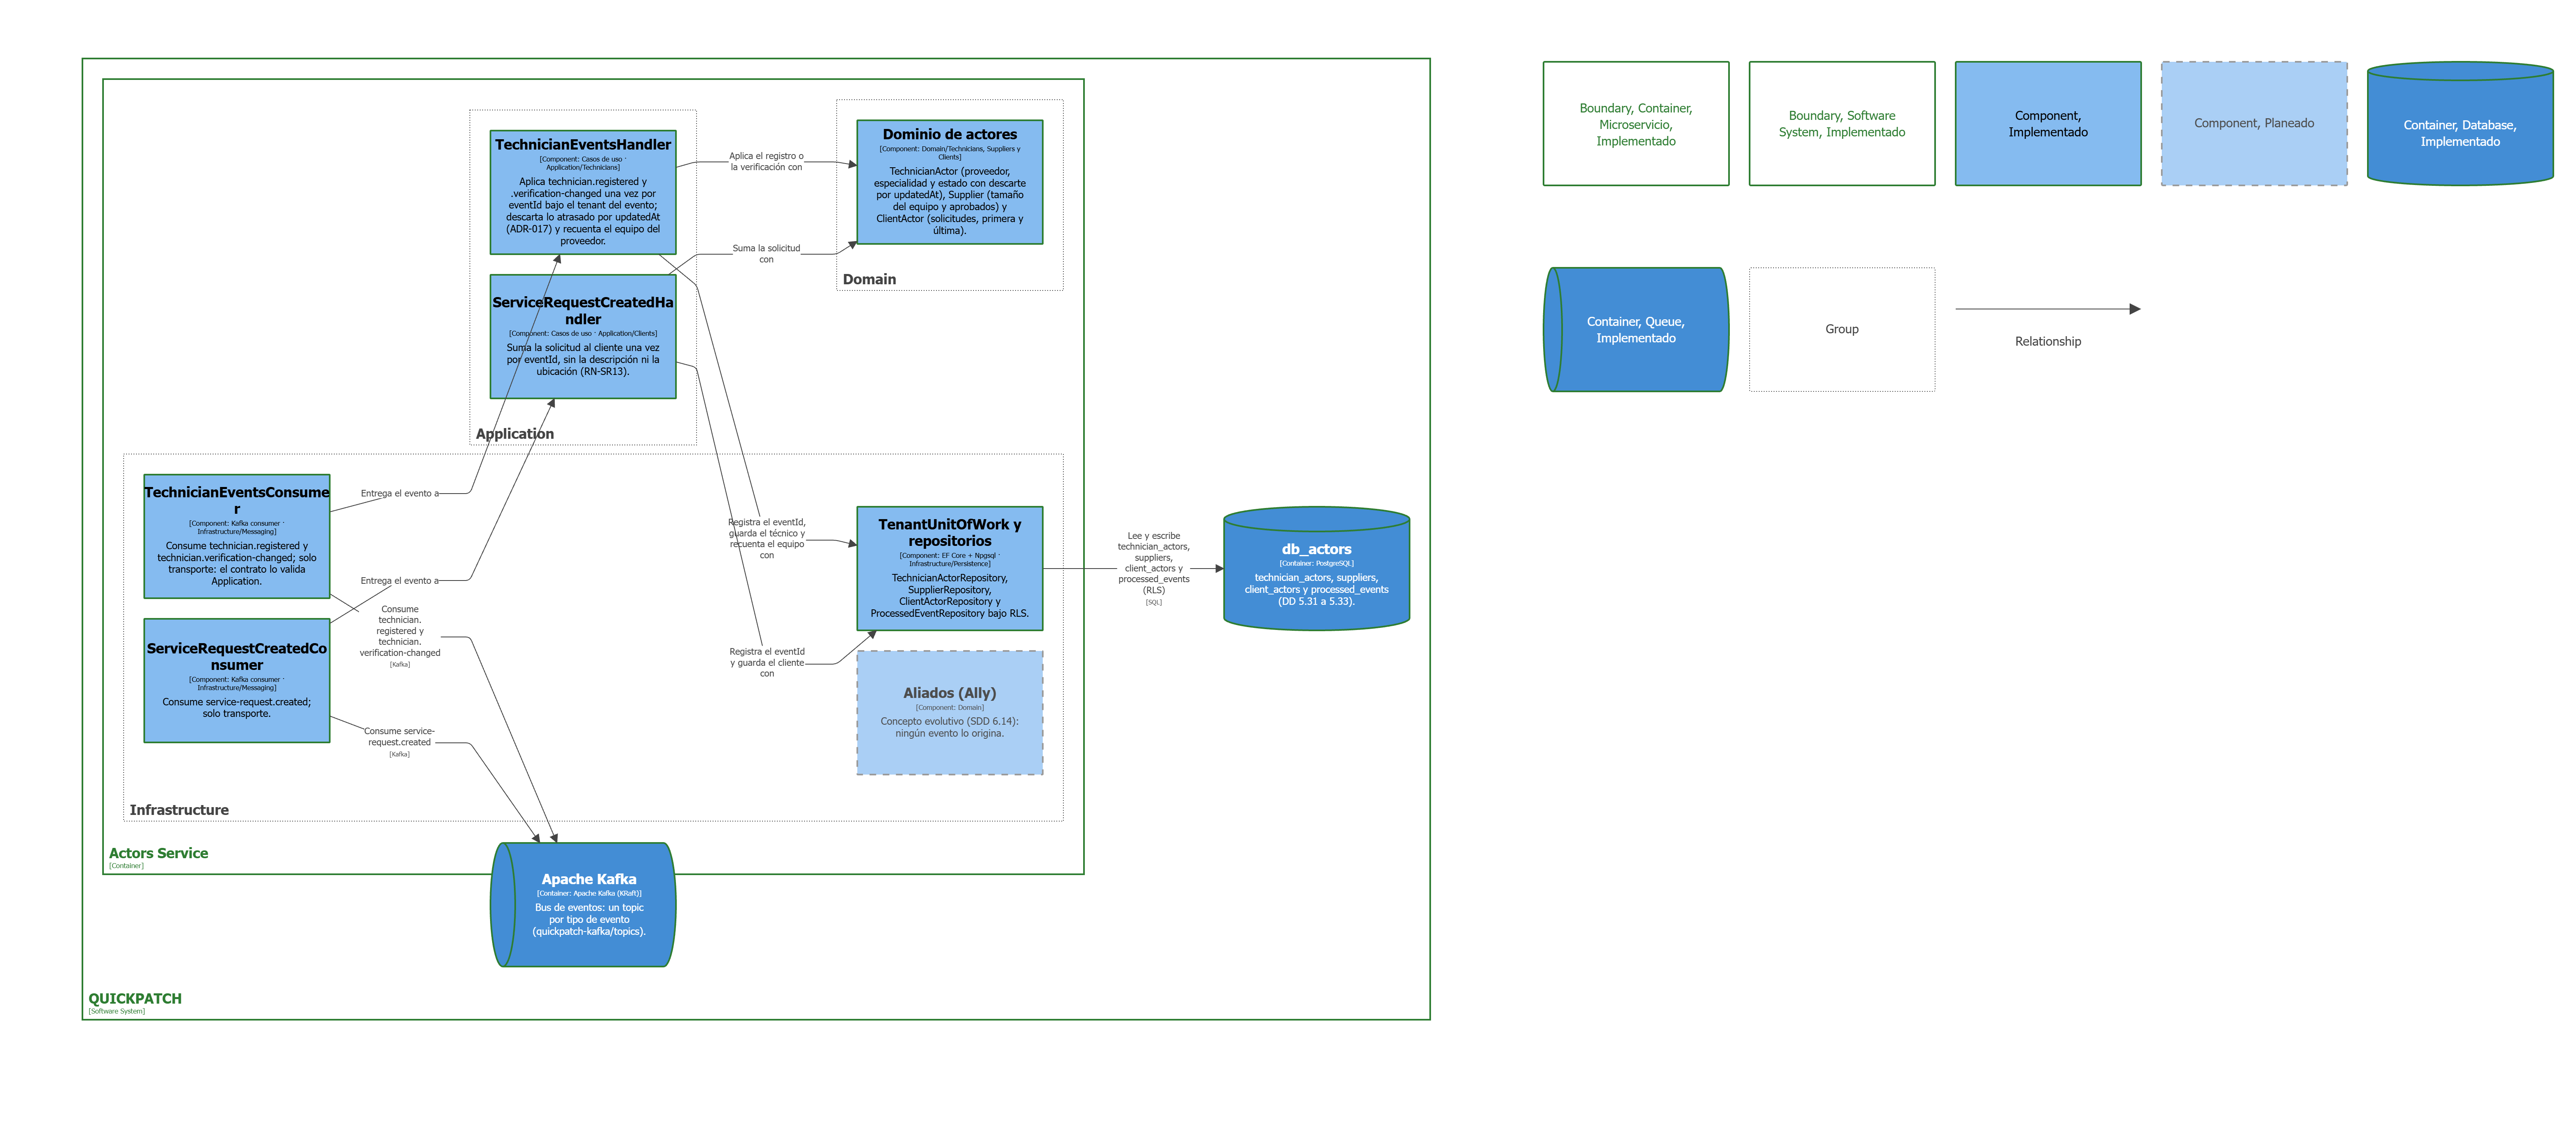 TechnicianEventsHandler
[Component: Casos de uso ·
Application/Technicians]
Aplica technician.registered y
.verification-changed una vez por
eventId bajo el tenant del evento;
descarta lo atrasado por updatedAt
(ADR-017) y recuenta el equipo del
proveedor.
Aplica el registro o
la verificación con
Dominio de actores
[Component: Domain/Technicians, Suppliers y
Clients]
TechnicianActor (proveedor,
especialidad y estado con descarte
por updatedAt), Supplier (tamaño
del equipo y aprobados) y
ClientActor (solicitudes, primera y
última).
Suma la solicitud
con
Domain
ServiceRequestCreatedHa
ndler
[Component: Casos de uso · Application/Clients]
Suma la solicitud al cliente una vez
por eventId, sin la descripción ni la
ubicación (RN-SR13).
Application
TechnicianEventsConsume
r
[Component: Kafka consumer ·
Infrastructure/Messaging]
Consume technician.registered y
technician.verification-changed; solo
transporte: el contrato lo valida
Application.
Entrega el evento a
Entrega el evento a
Consume
technician.
registered y
technician.
verification-changed
[Kafka]
ServiceRequestCreatedCo
nsumer
[Component: Kafka consumer ·
Infrastructure/Messaging]
Consume service-request.created;
solo transporte.
Consume service-
request.created
[Kafka]
Registra el eventId,
guarda el técnico y
recuenta el equipo
con
Registra el eventId
y guarda el cliente
con
TenantUnitOfWork y
repositorios
[Component: EF Core + Npgsql ·
Infrastructure/Persistence]
TechnicianActorRepository,
SupplierRepository,
ClientActorRepository y
ProcessedEventRepository bajo RLS.
Aliados (Ally)
[Component: Domain]
Concepto evolutivo (SDD 6.14):
ningún evento lo origina.
Lee y escribe
technician_actors,
suppliers,
client_actors y
processed_events
(RLS)
[SQL]
db_actors
[Container: PostgreSQL]
technician_actors, suppliers,
client_actors y processed_events
(DD 5.31 a 5.33).
Infrastructure
Actors Service
[Container]
Apache Kafka
[Container: Apache Kafka (KRaft)]
Bus de eventos: un topic
por tipo de evento
(quickpatch-kafka/topics).
QUICKPATCH
[Software System]
Boundary, Container,
Microservicio,
Implementado
Boundary, Software
System, Implementado
Component,
Implementado
Component, Planeado
Container, Database,
Implementado
Container, Queue,
Implementado
Group
Relationship